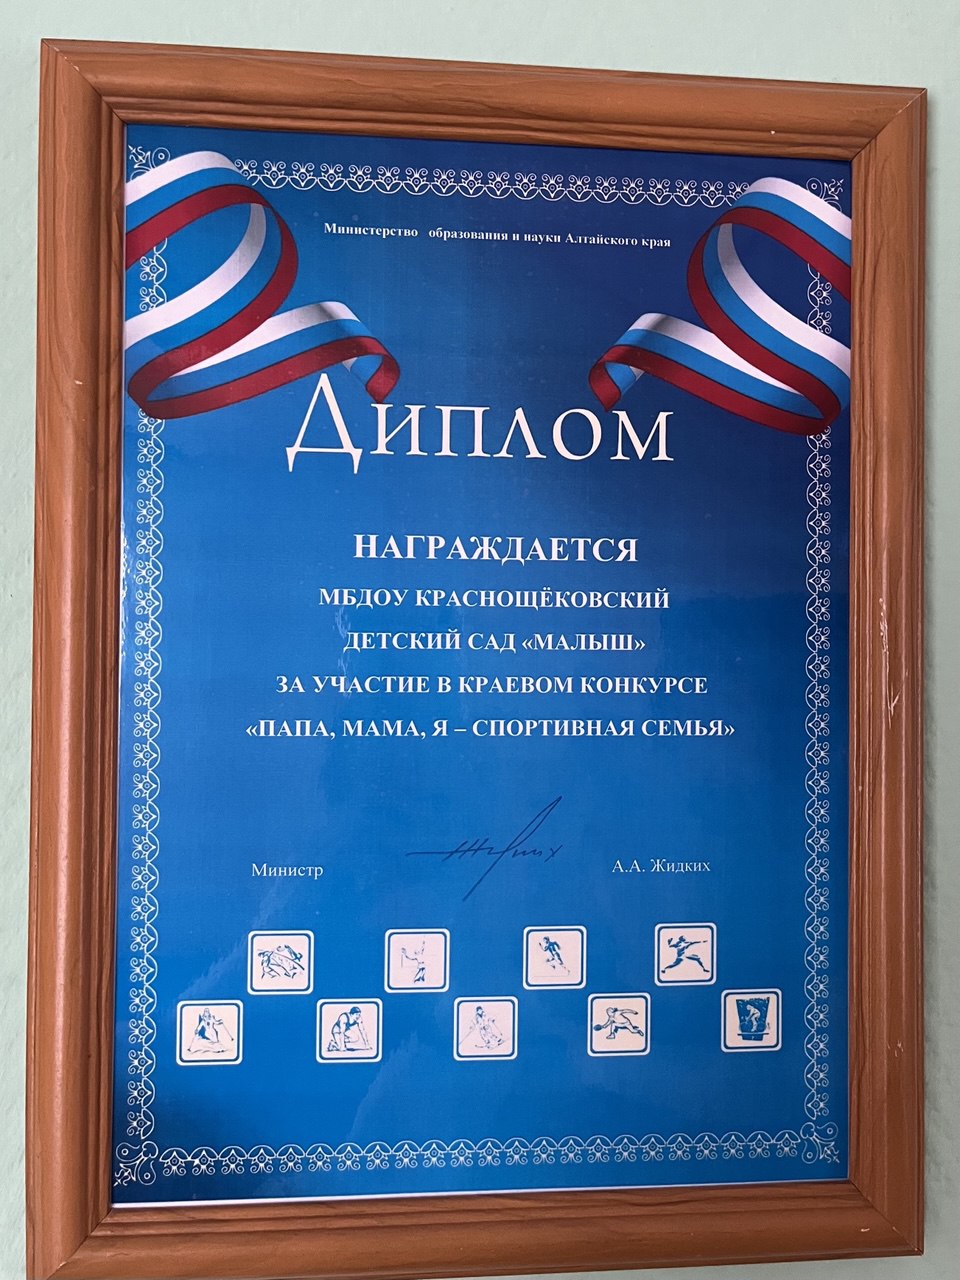 Министерство образования и науки Алтайского края
Диплом
НАГРАЖДАЕТСЯ
МБДОУ КРАСНОЩЁКОВСКИЙ
ДЕТСКИЙ САД «МАЛЫШ»
ЗА УЧАСТИЕ В КРАЕВОМ КОНКУРСЕ
«ПАПА, МАМА, Я – СПОРТИВНАЯ СЕМЬЯ»
Министр А.А. Жидких